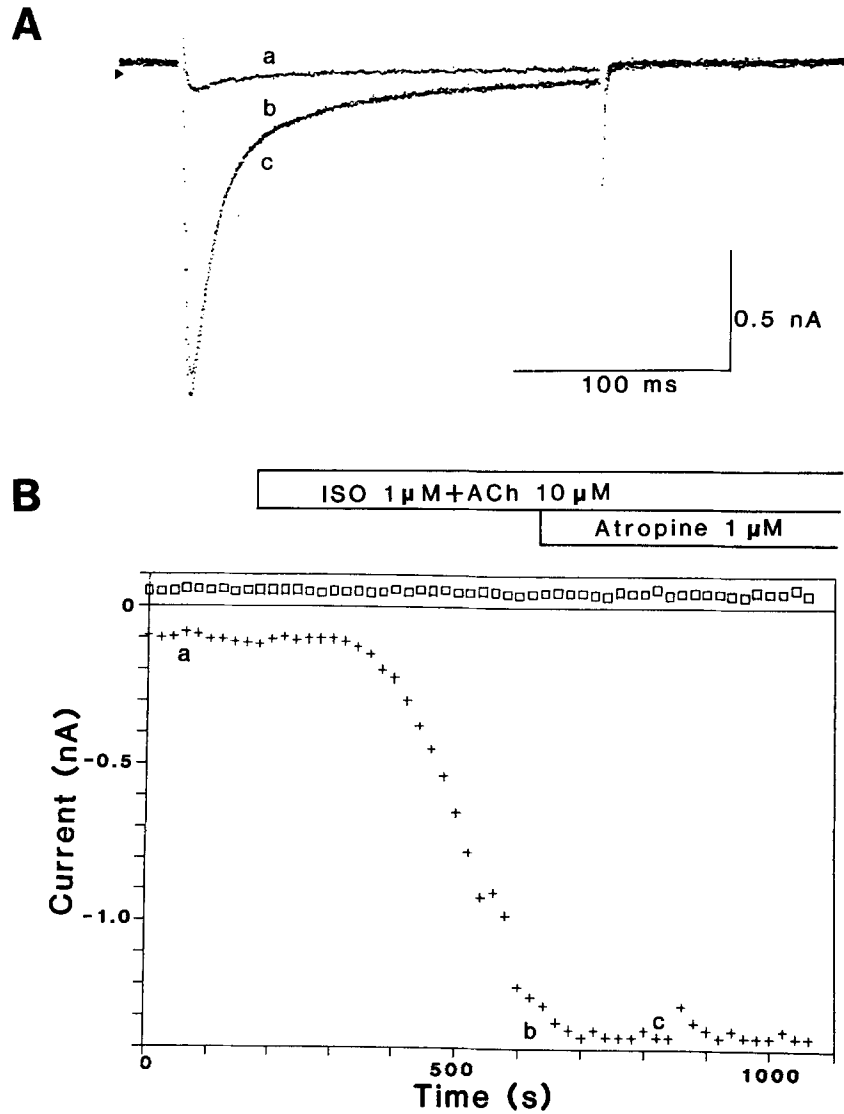 A
a
b
c
0.5 nA
100 ms
B
ISO 1 μM+ACh 10 μM
Atropine 1 μM
0
a
-0.5
Current (nA)
-1.0
b
c
0
500
1000
Time (s)